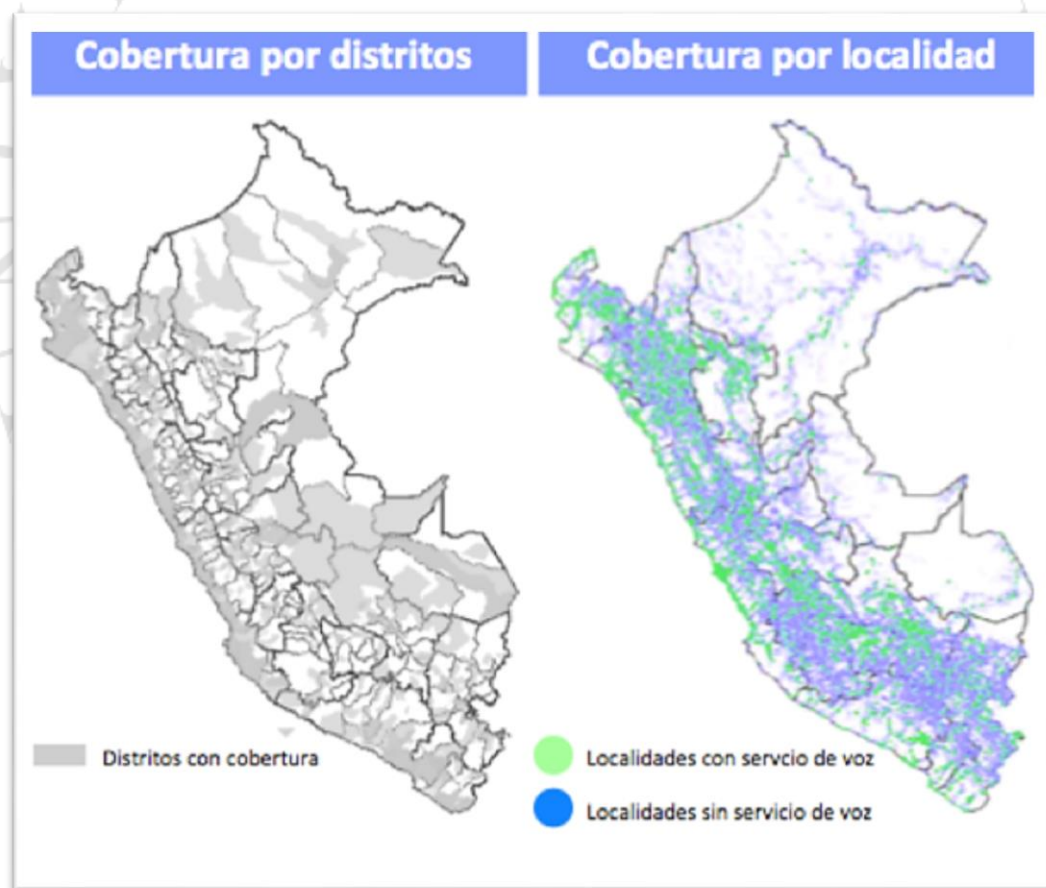 Cobertura por distritos
Cobertura por localidad
Distritos con cobertura
Localidades con servcio de voz
Localidades sin servicio de voz